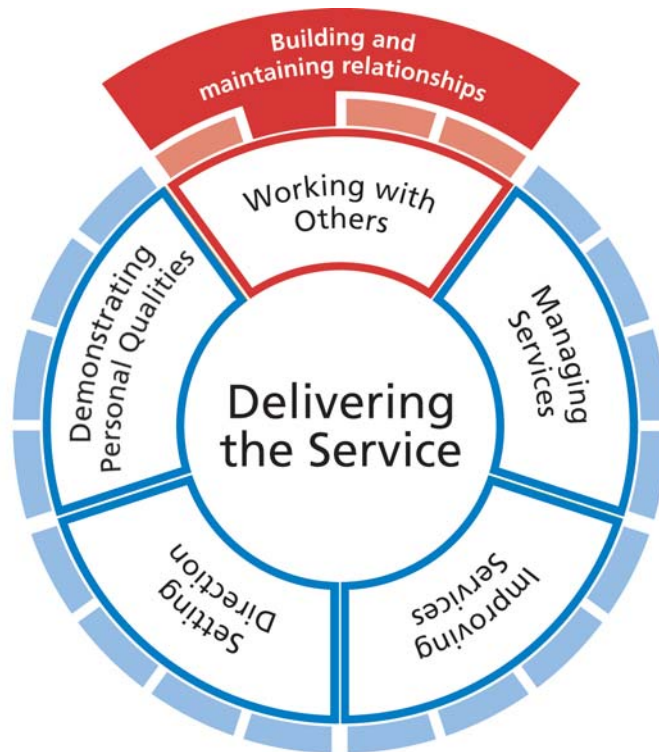 Building and
maintaining relationships
Working with
Others
Demonstrating
Personal Qualities
Managing
Services
Delivering
the Service
Setting
Direction
Improving
Services